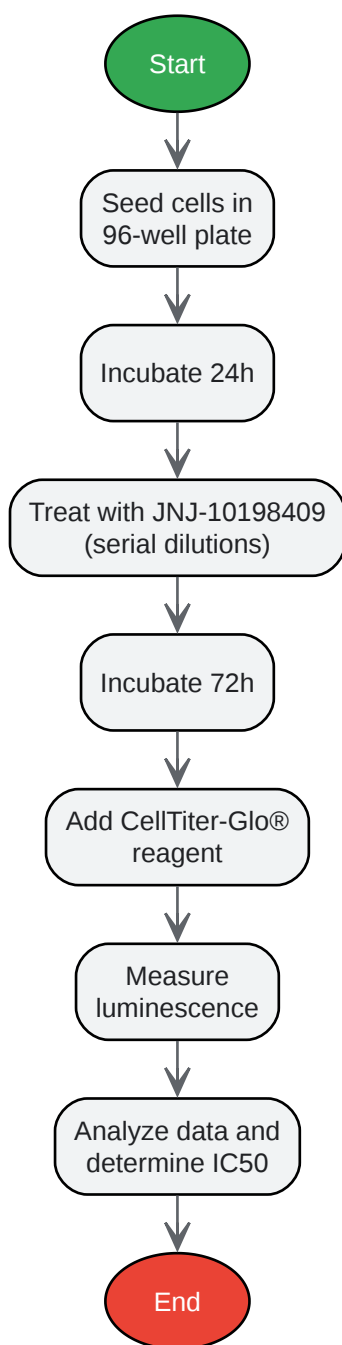 Start
Seed cells in
96-well plate
Incubate 24h
Treat with JNJ-10198409
(serial dilutions)
Incubate 72h
Add CellTiter-Glo®
reagent
Measure
luminescence
Analyze data and
determine IC50
End